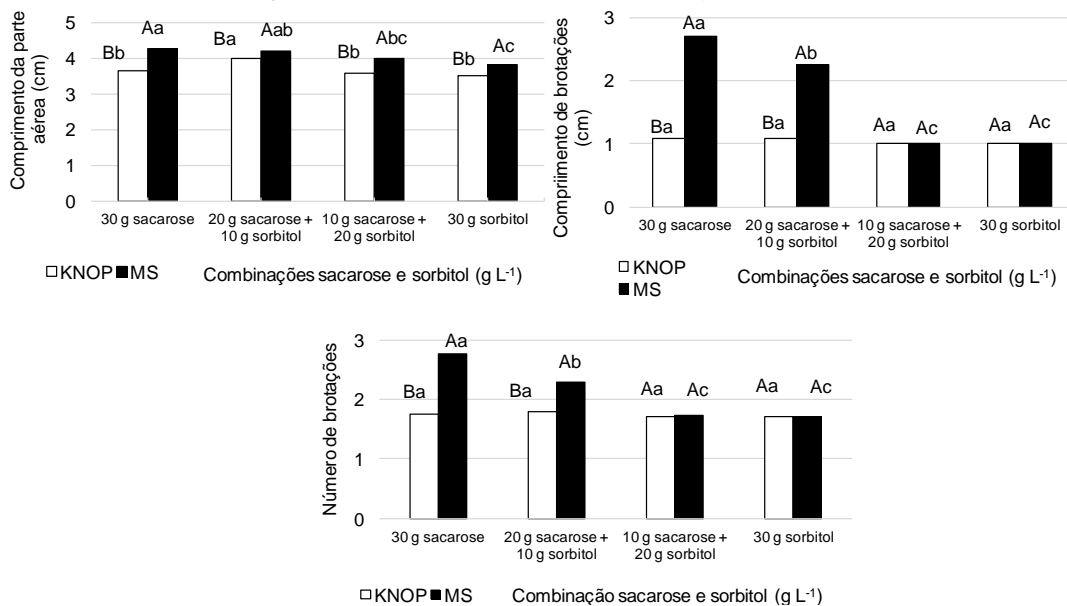 Comprimento da parte
aérea (cm)
5
4
3
2
1
0
Bb Aa Ba Aab Bb Abc Bb Ac
30 g sacarose 20 g sacarose + 10 g sacarose + 30 g sorbitol
10 g sorbitol 20 g sorbitol
KNOP MS Combinações sacarose e sorbitol (g L-1)
Compriimento de brotações
(cm)
3
2
1
0
Ba Aa Ba Ab Aa Ac Aa Ac
30 g sacarose 20 g sacarose + 10 g sacarose + 30 g sorbitol
10 g sorbitol 20 g sorbitol
KNOP
MS
Combinações sacarose e sorbitol (g L-1)
Número de brotações
3
2
1
0
Ba Aa Ba Ab Aa Ac Aa Ac
30 g sacarose 20 g sacarose + 10 g sacarose + 30 g sorbitol
10 g sorbitol 20 g sorbitol
KNOP MS Combinação sacarose e sorbitol (g L-1)